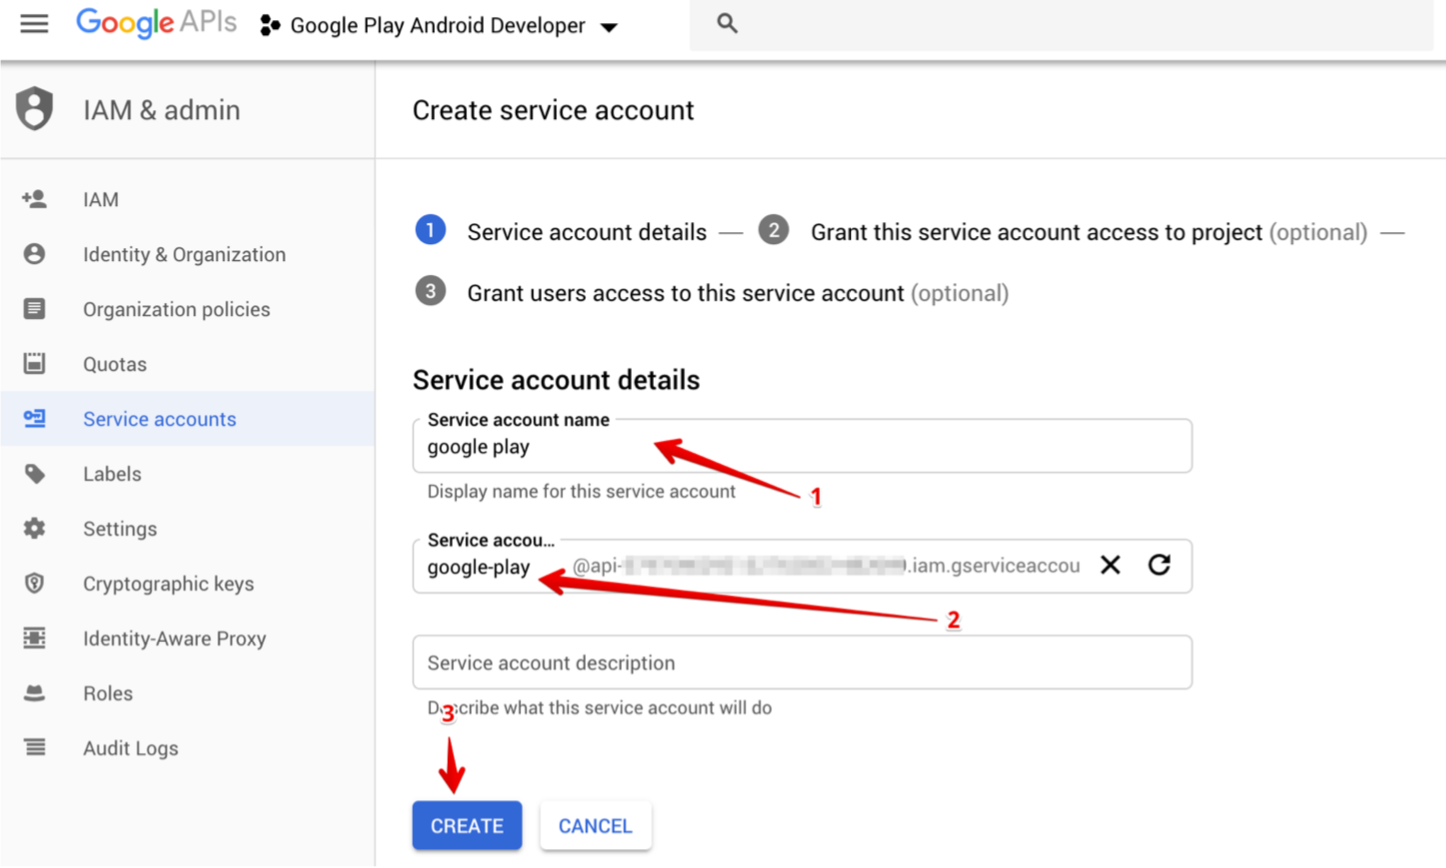 Google APIs Google Play Android Developer
IAM & admin
Create service account
IAM
Identity & Organization
Organization policies
Quotas
Service accounts
Labels
Settings
Cryptographic keys
Identity-Aware Proxy
Roles
Audit Logs
1 Service account details — 2 Grant this service account access to project (optional) —
3 Grant users access to this service account (optional)
Service account details
Service account name
google play
Display name for this service account
1
Service accou...
google-play @api- .iam.gserviceaccou
2
Service account description
Describe what this service account will do
3
CREATE CANCEL